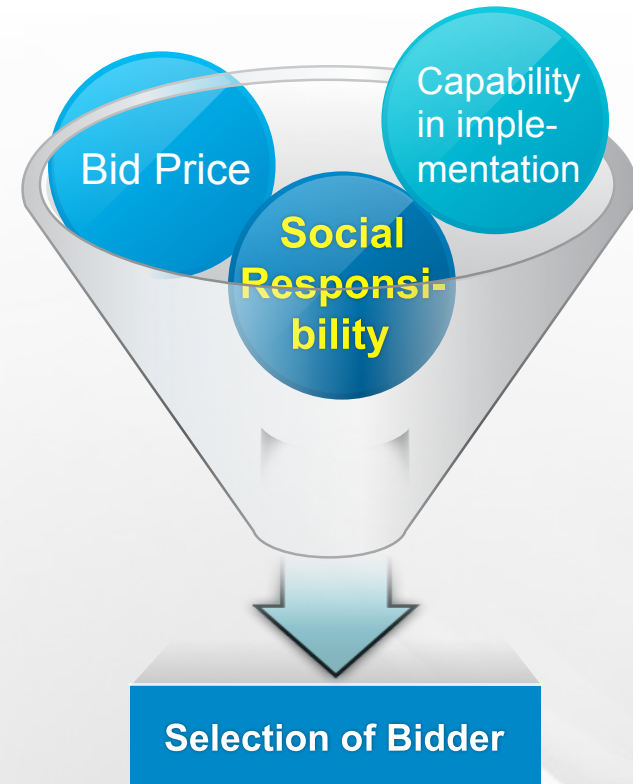 Bid Price
Capability
in imple-
mentation
Social
Responsi-
bility
Selection of Bidder